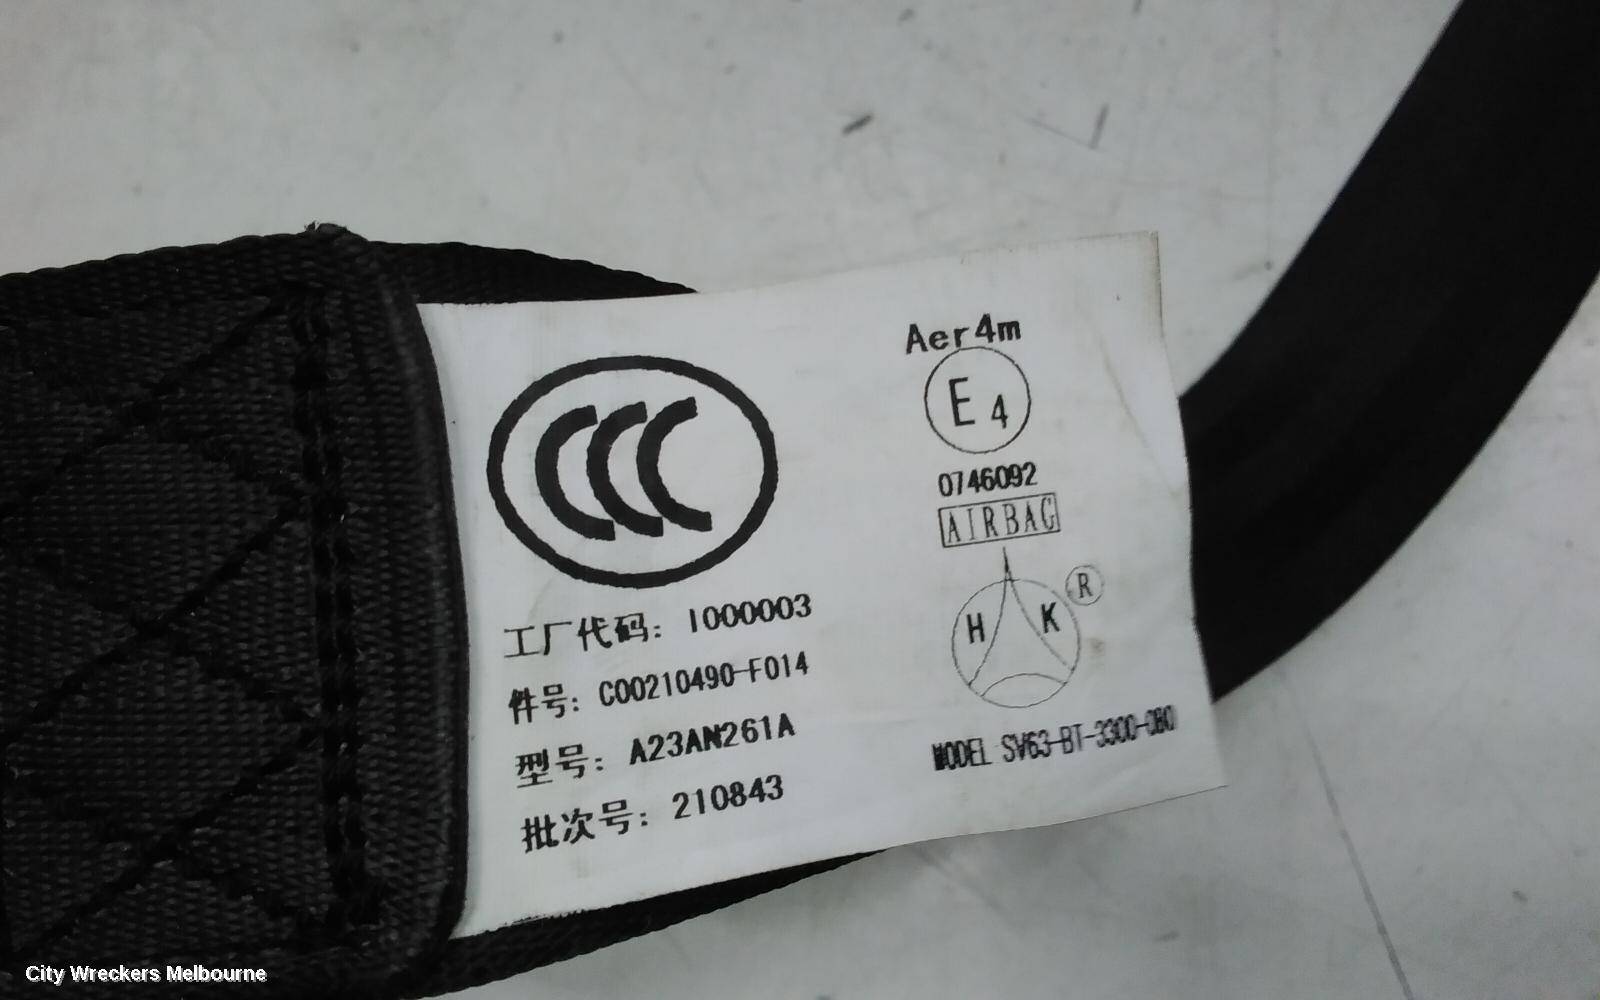 CCC
工厂代码: I000003
件号: C00210490-F014
型号: A23AN261A
批次号: 210843
Aer4m
E4
0746092
AIRBAG
H K ®
MODEL SV63-BT-3300-0B0
City Wreckers Melbourne